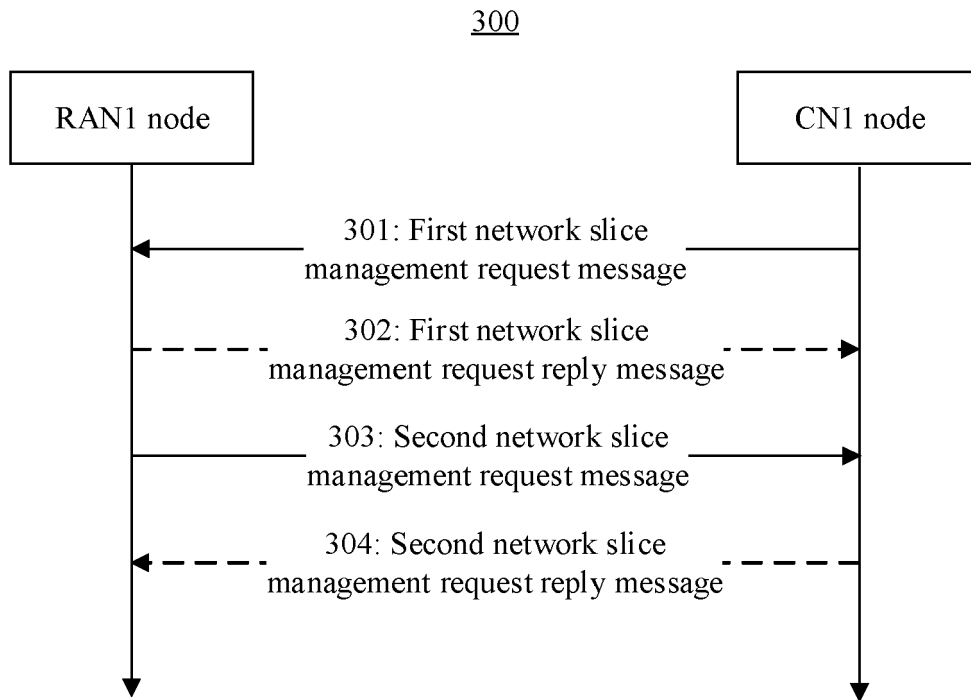 300
RAN1 node
CN1 node
301: First network slice
management request message
302: First network slice
management request reply message
303: Second network slice
management request message
304: Second network slice
management request reply message